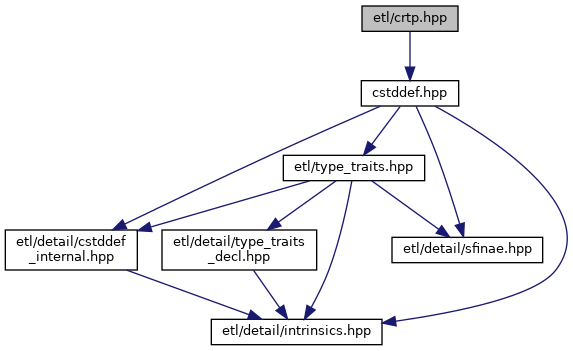 etl/crtp.hpp
cstddef.hpp
etl/type_traits.hpp
etl/detail/cstddef
_internal.hpp
etl/detail/type_traits
_decl.hpp
etl/detail/sfinae.hpp
etl/detail/intrinsics.hpp